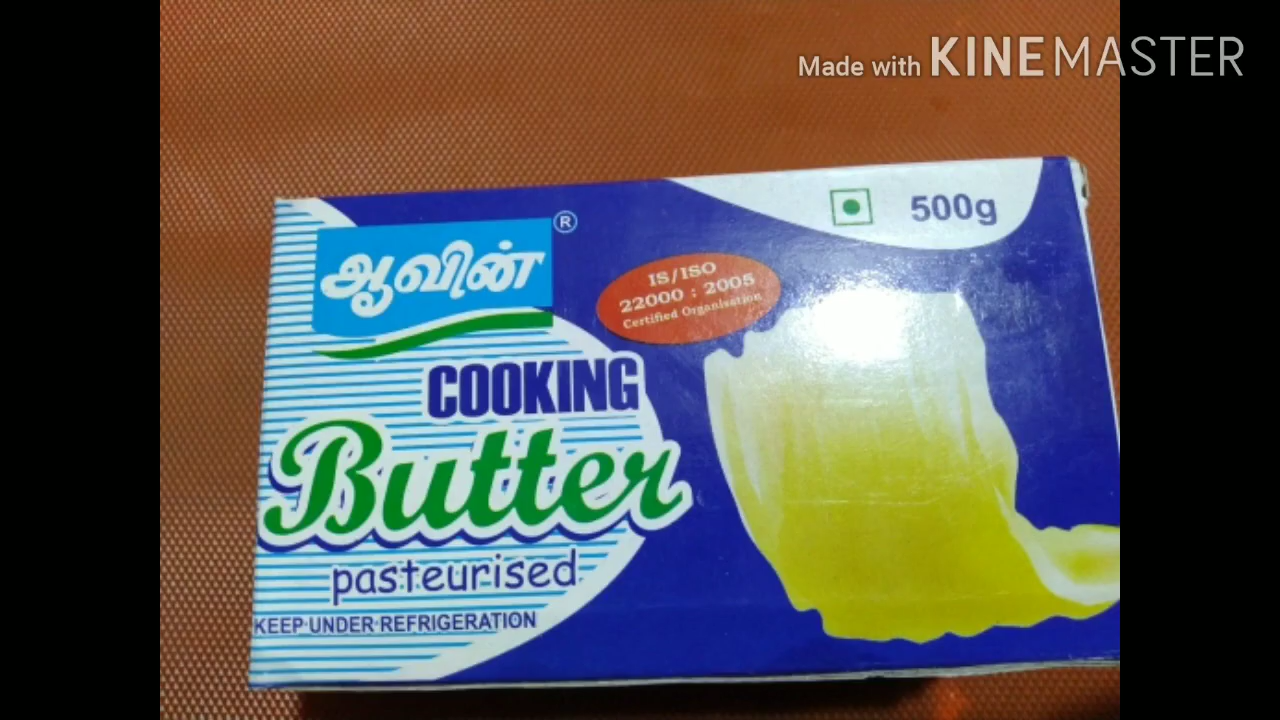 Made with KINEMASTER
500g
ஆவின் ®
IS/ISO
22000 : 2005
Certified Organisation
COOKING
Butter
pasteurised
KEEP UNDER REFRIGERATION